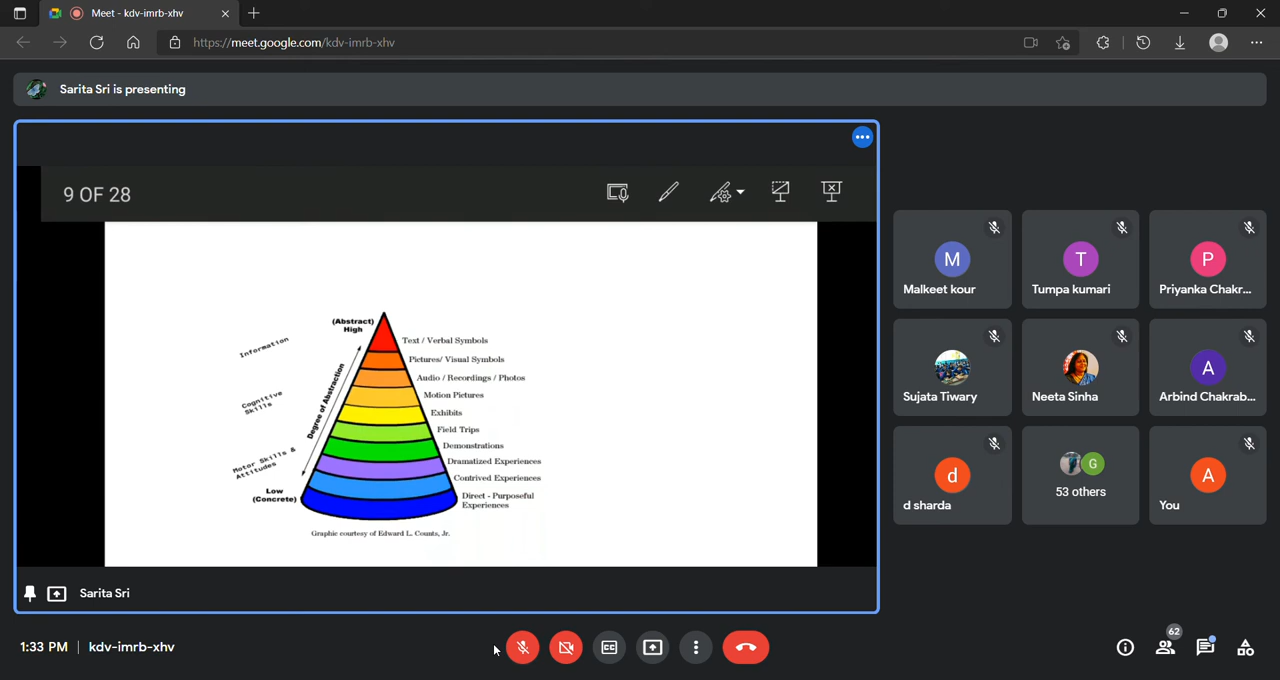 Meet - kdv-imrb-xhv
https://meet.google.com/kdv-imrb-xhv
Sarita Sri is presenting
9 OF 28
(Abstract)
High
Information
Cognitive
Skills
Motor Skills &
Attitudes
Degree of Abstraction
Low
(Concrete)
Text / Verbal Symbols
Pictures/ Visual Symbols
Audio / Recordings / Photos
Motion Pictures
Exhibits
Field Trips
Demonstrations
Dramatized Experiences
Contrived Experiences
Direct - Purposeful
Experiences
Graphic courtesy of Edward L. Counts, Jr.
Sarita Sri
M
Malkeet kour
T
Tumpa kumari
P
Priyanka Chakr...
Sujata Tiwary
Neeta Sinha
A
Arbind Chakrab...
d
d sharda
G
53 others
A
You
1:33 PM | kdv-imrb-xhv
CC
62